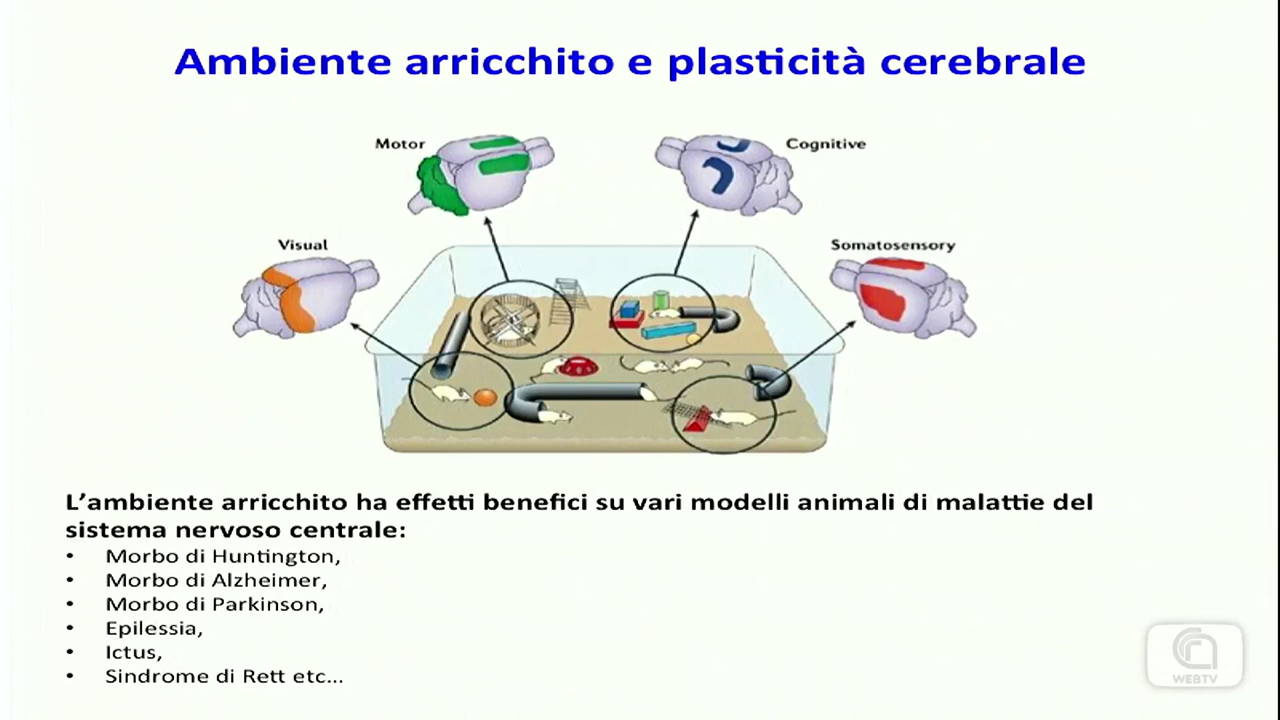 Ambiente arricchito e plasticità cerebrale
Motor
Cognitive
Visual
Somatosensory
L’ambiente arricchito ha effetti benefici su vari modelli animali di malattie del
sistema nervoso centrale:
• Morbo di Huntington,
• Morbo di Alzheimer,
• Morbo di Parkinson,
• Epilessia,
• Ictus,
• Sindrome di Rett etc...
WEBTV